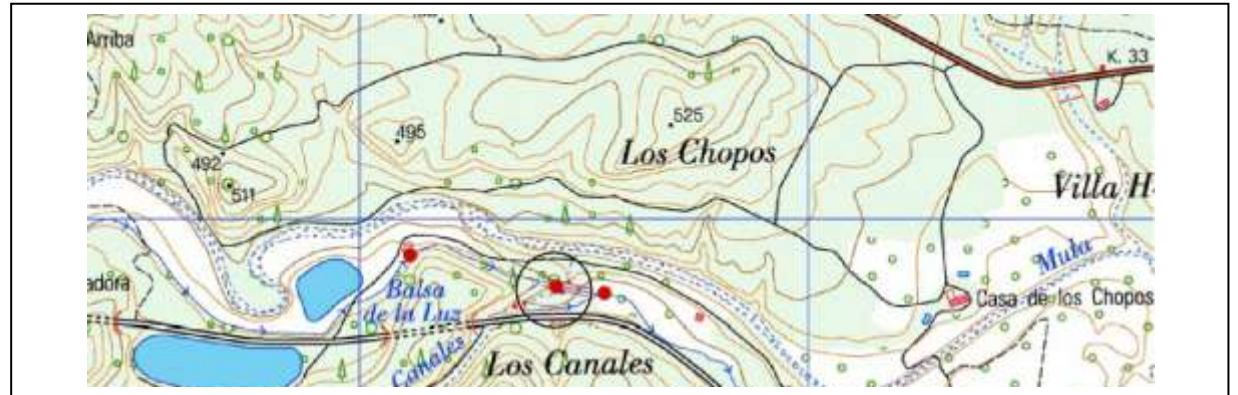 Arriba
K. 33
525
495
Los Chopos
492
511
Villa H
Mula
adóra
Balsa
de la Luz
Casa de los Chopos
Canales
Los Canales